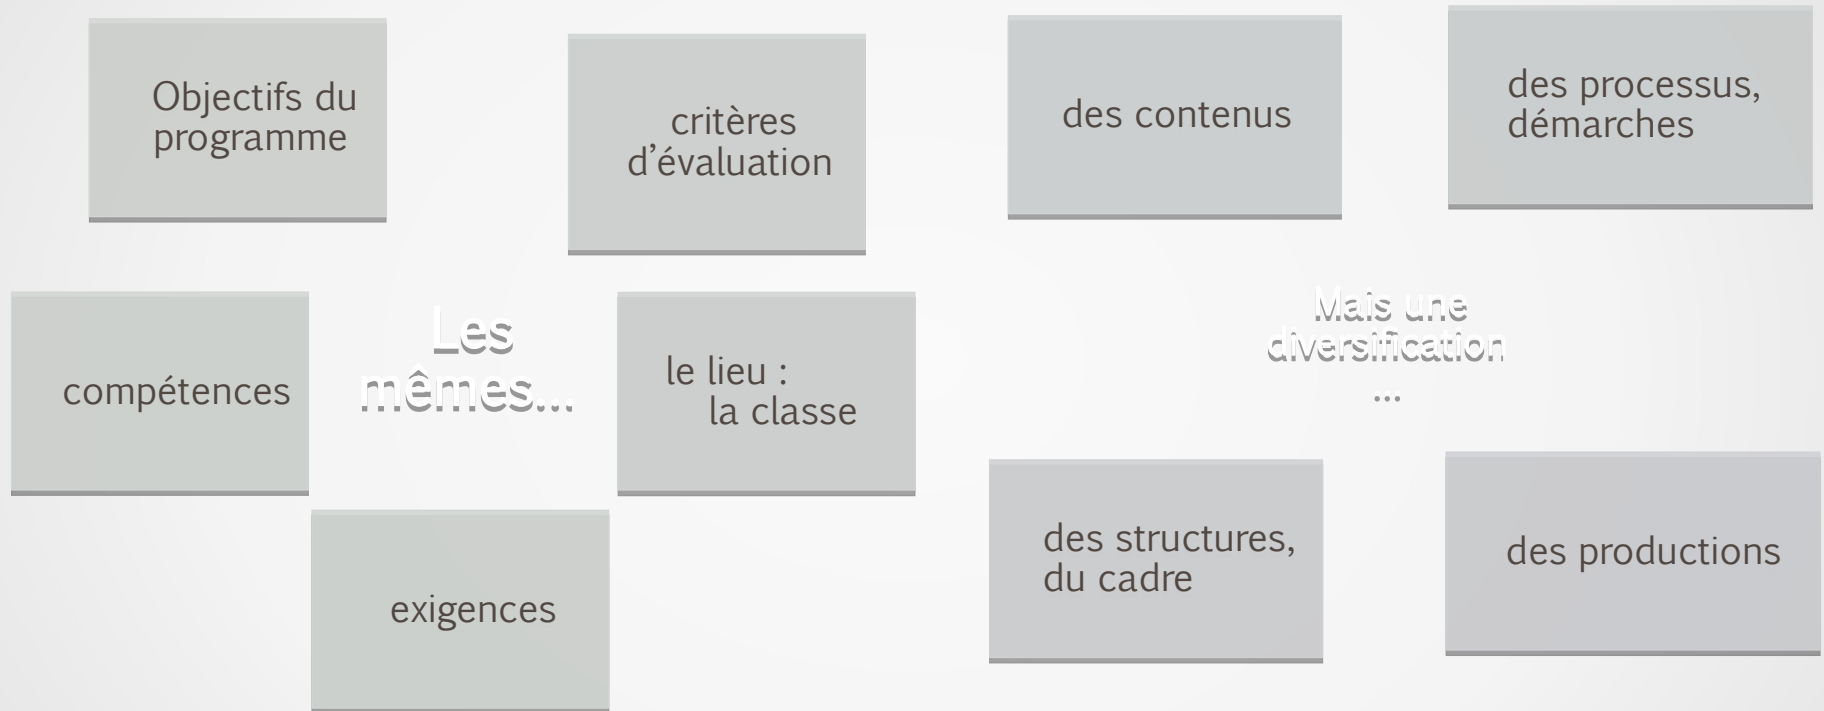 Objectifs du
programme
critères
d’évaluation
compétences
Les
mêmes...
le lieu :
la classe
exigences
des contenus
des processus,
démarches
Mais une
diversification
...
des structures,
du cadre
des productions